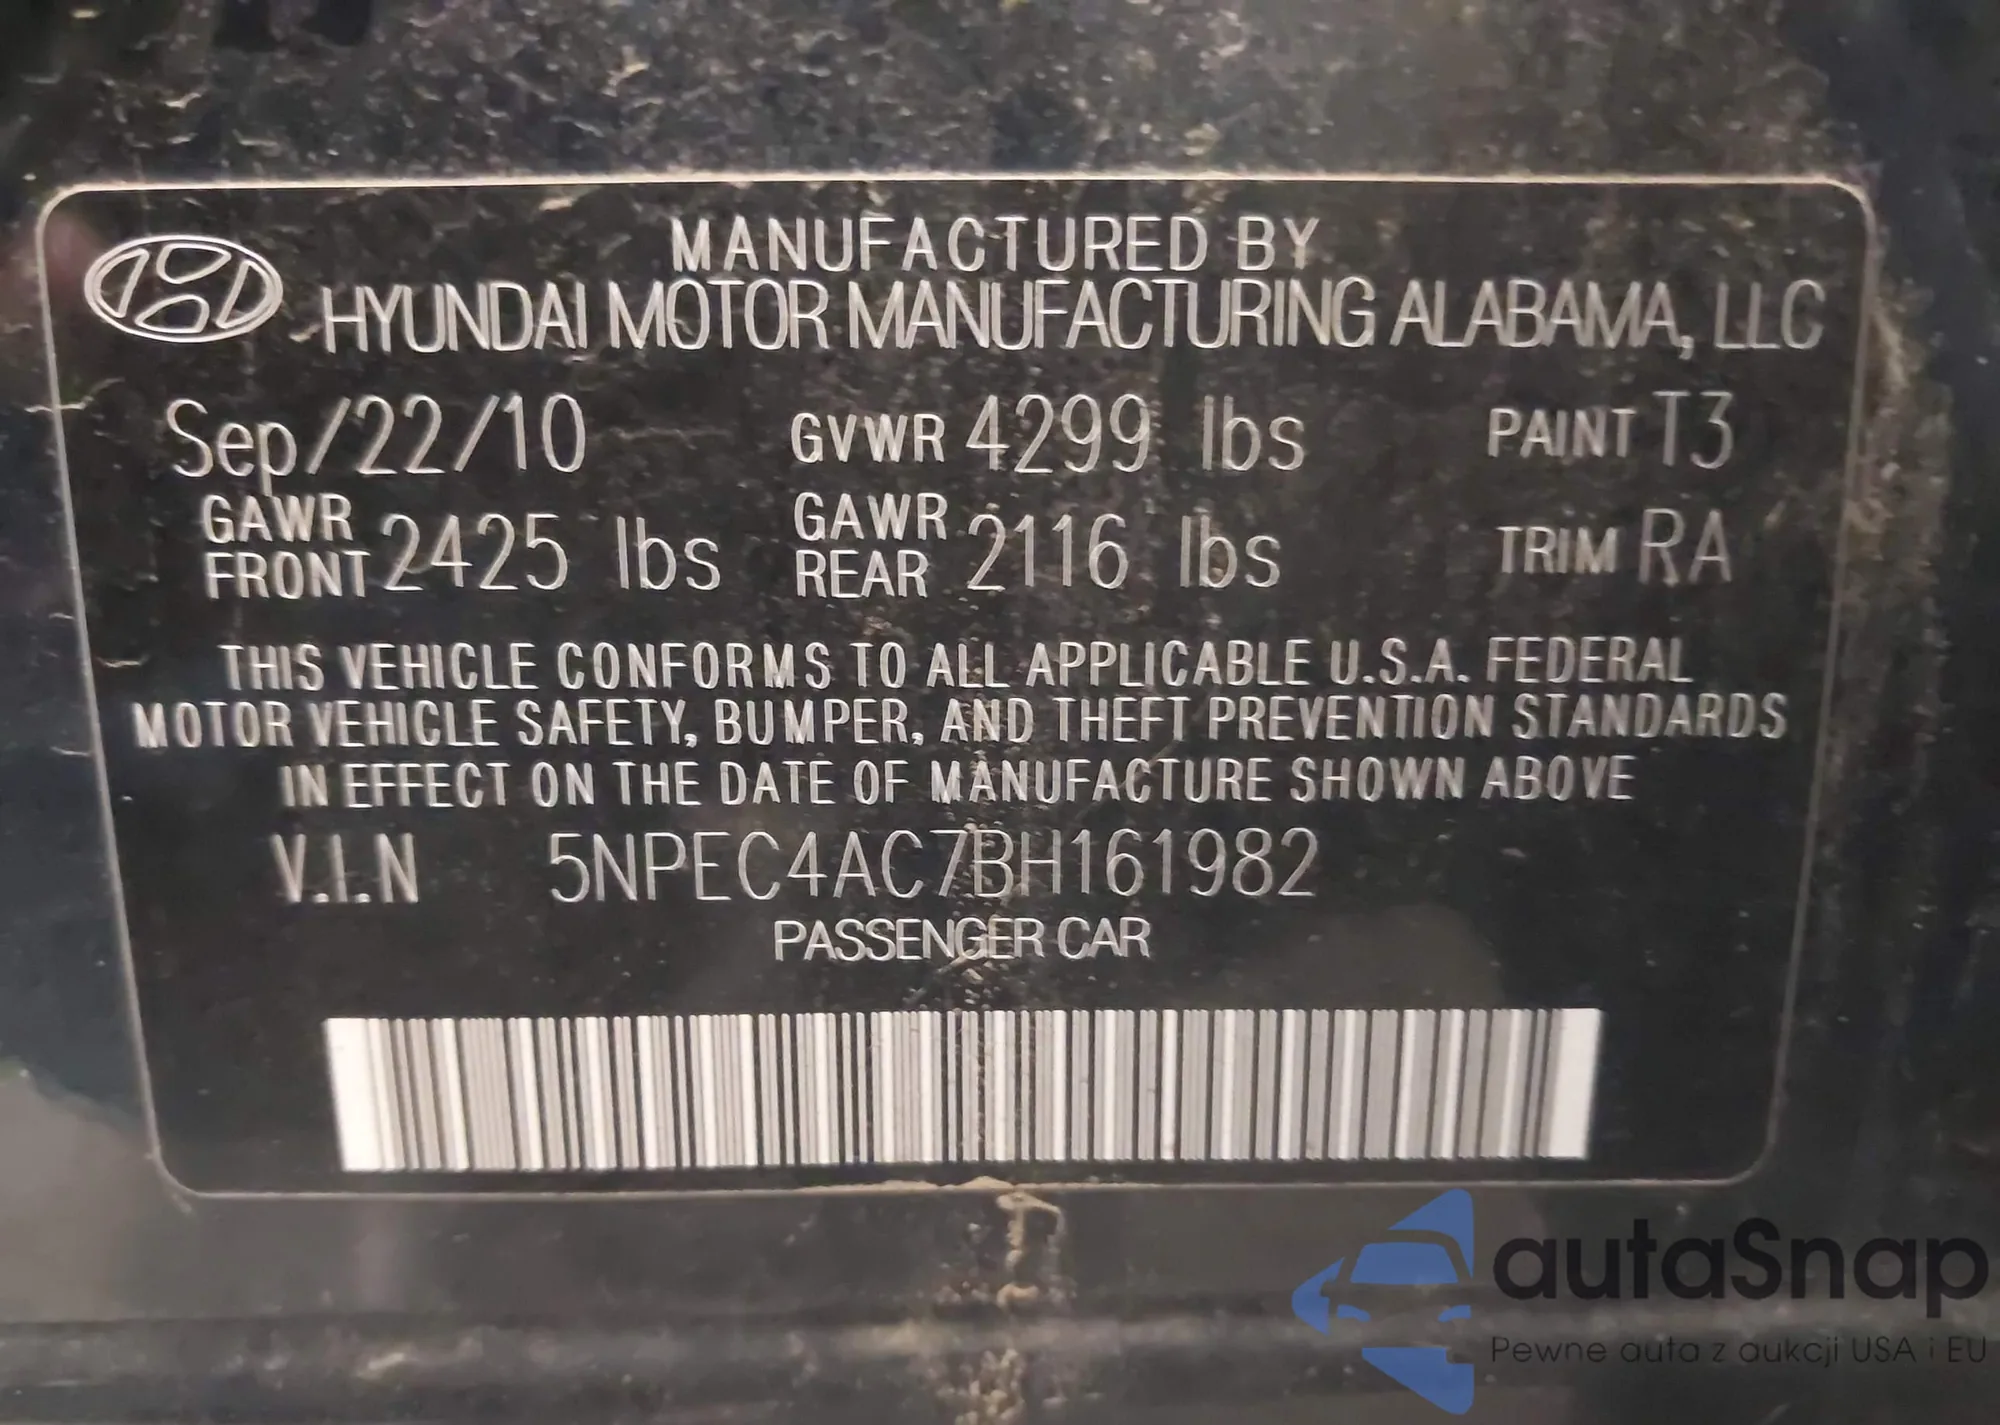 MANUFACTURED BY
HYUNDAI MOTOR MANUFACTURING ALABAMA, LLC
Sep/22/10 GVWR 4299 lbs PAINT T3
GAWR FRONT 2425 lbs GAWR REAR 2116 lbs TRIM RA
THIS VEHICLE CONFORMS TO ALL APPLICABLE U.S.A. FEDERAL
MOTOR VEHICLE SAFETY, BUMPER, AND THEFT PREVENTION STANDARDS
IN EFFECT ON THE DATE OF MANUFACTURE SHOWN ABOVE
V.I.N 5NPEC4AC7BH161982
PASSENGER CAR
autaSnap
Pewne auta z aukcji USA i EU